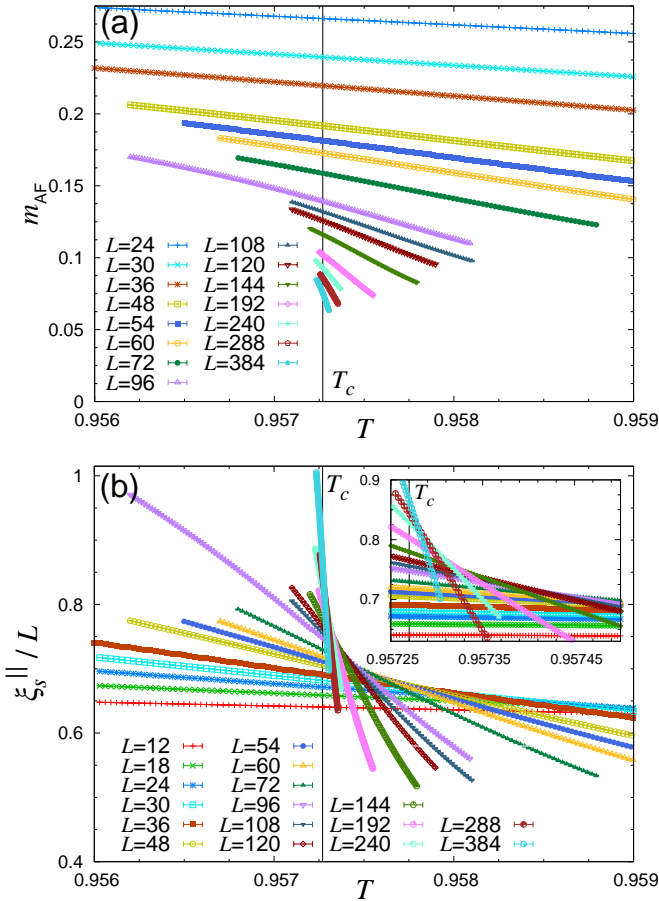 (a)
0.25
0.2
0.15
0.1
0.05
0
m_AF
L=24 L=108
L=30 L=120
L=36 L=144
L=48 L=192
L=54 L=240
L=60 L=288
L=72 L=384
L=96
T_c
0.956 0.957 0.958 0.959
T
(b)
1
0.8
0.6
0.4
ξ_s^|| / L
T_c
0.9
0.8
0.7
T_c
0.95725 0.95735 0.95745
L=12 L=54
L=18 L=60
L=24 L=72
L=30 L=96 L=144
L=36 L=108 L=192 L=288
L=48 L=120 L=240 L=384
0.956 0.957 0.958 0.959
T